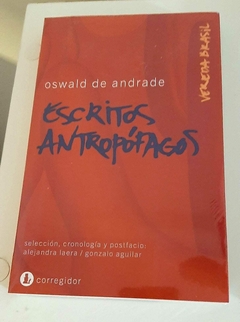 oswald de andrade
VEREDA BRASIL
ESCRITOS
ANTROPÓFAGOS
selección, cronología y postfacio:
alejandra laera / gonzalo aguilar
corregidor